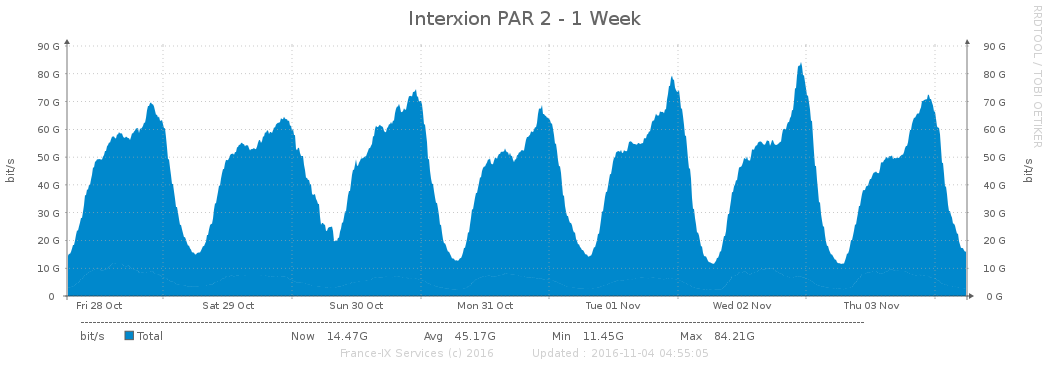 Interxion PAR 2 - 1 Week
RRDTOOL / TOBI OETIKER
bit/s
bit/s
90 G 90 G
80 G 80 G
70 G 70 G
60 G 60 G
50 G 50 G
40 G 40 G
30 G 30 G
20 G 20 G
10 G 10 G
0 0 G
Fri 28 Oct Sat 29 Oct Sun 30 Oct Mon 31 Oct Tue 01 Nov Wed 02 Nov Thu 03 Nov
bit/s Total Now 14.47G Avg 45.17G Min 11.45G Max 84.21G
France-IX Services (c) 2016 Updated : 2016-11-04 04:55:05